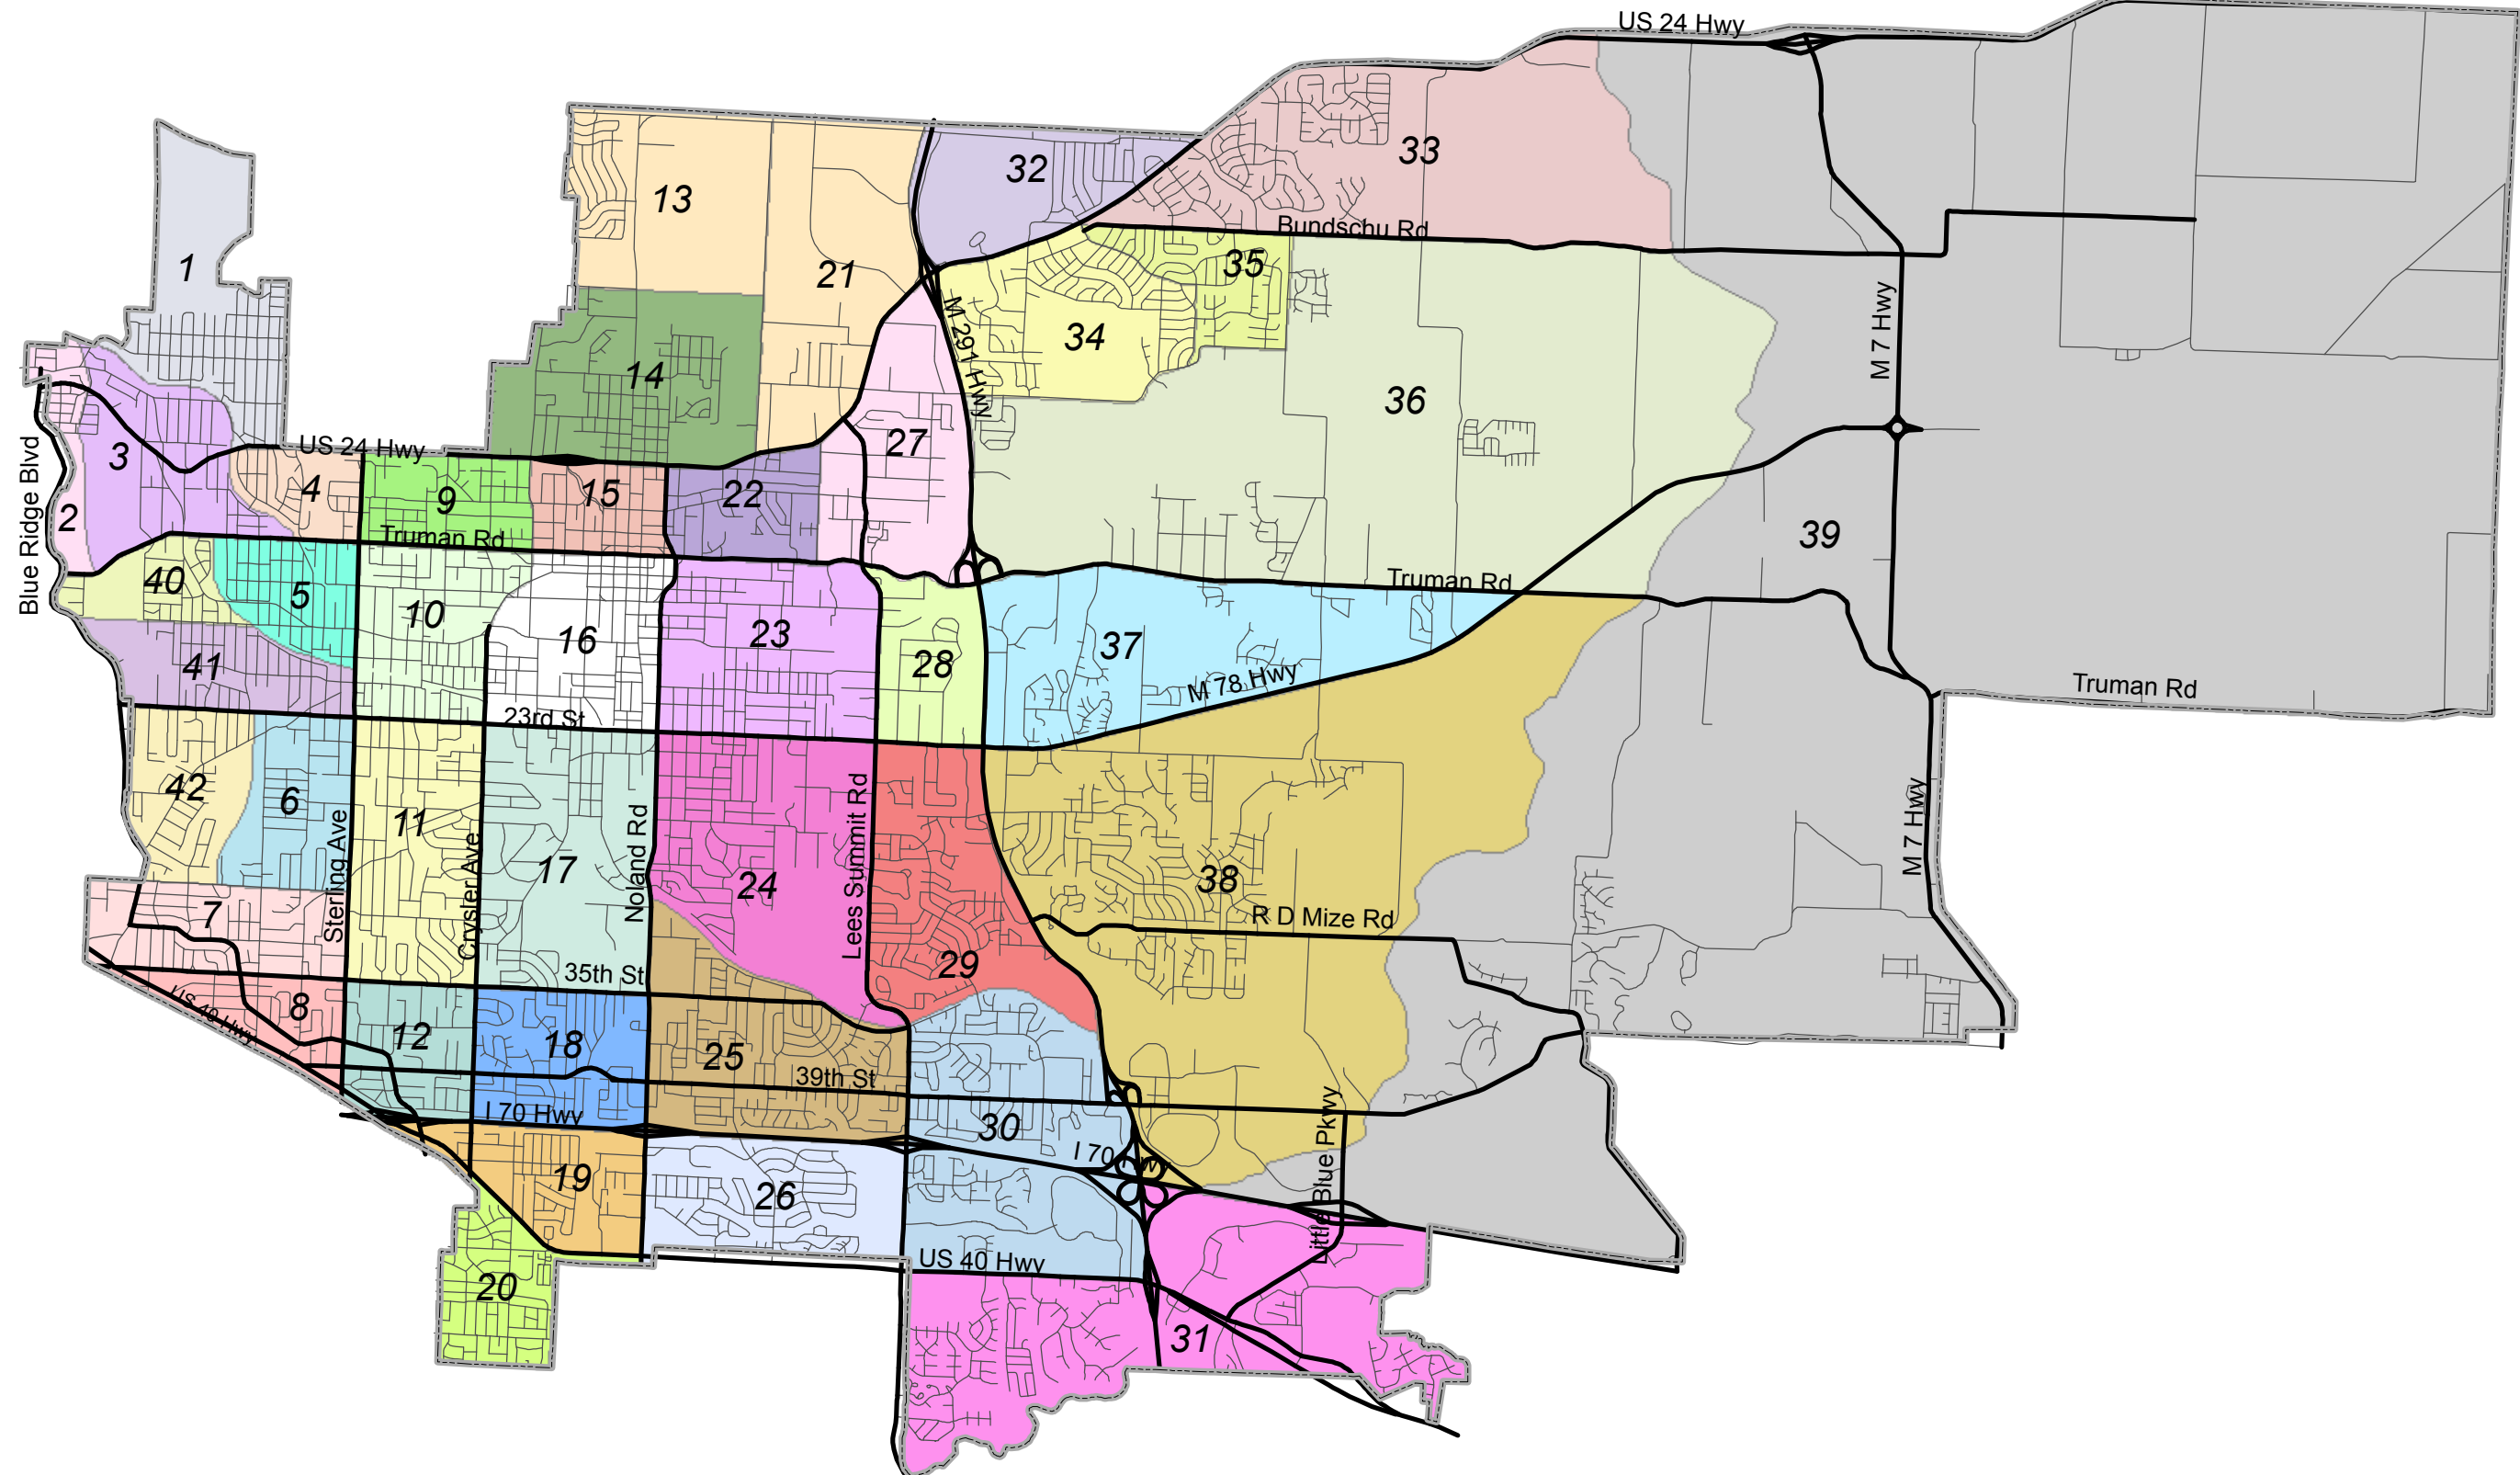 US 24 Hwy
33
32
13
Bundschu Rd
35
1
21
M 291 Hwy
34
M 7 Hwy
14
36
US 24 Hwy
27
3
4
9
15
22
Blue Ridge Blvd
2
39
Truman Rd
40
5
10
Truman Rd
16
23
37
28
41
M 78 Hwy
Truman Rd
23rd St
42
6
11
Sterling Ave
Crysler Ave
17
Noland Rd
24
Lees Summit Rd
38
M 7 Hwy
7
R D Mize Rd
29
35th St
8
US 40 Hwy
12
18
25
39th St
I 70 Hwy
30
I 70 Hwy
Little Blue Pkwy
19
26
US 40 Hwy
20
31